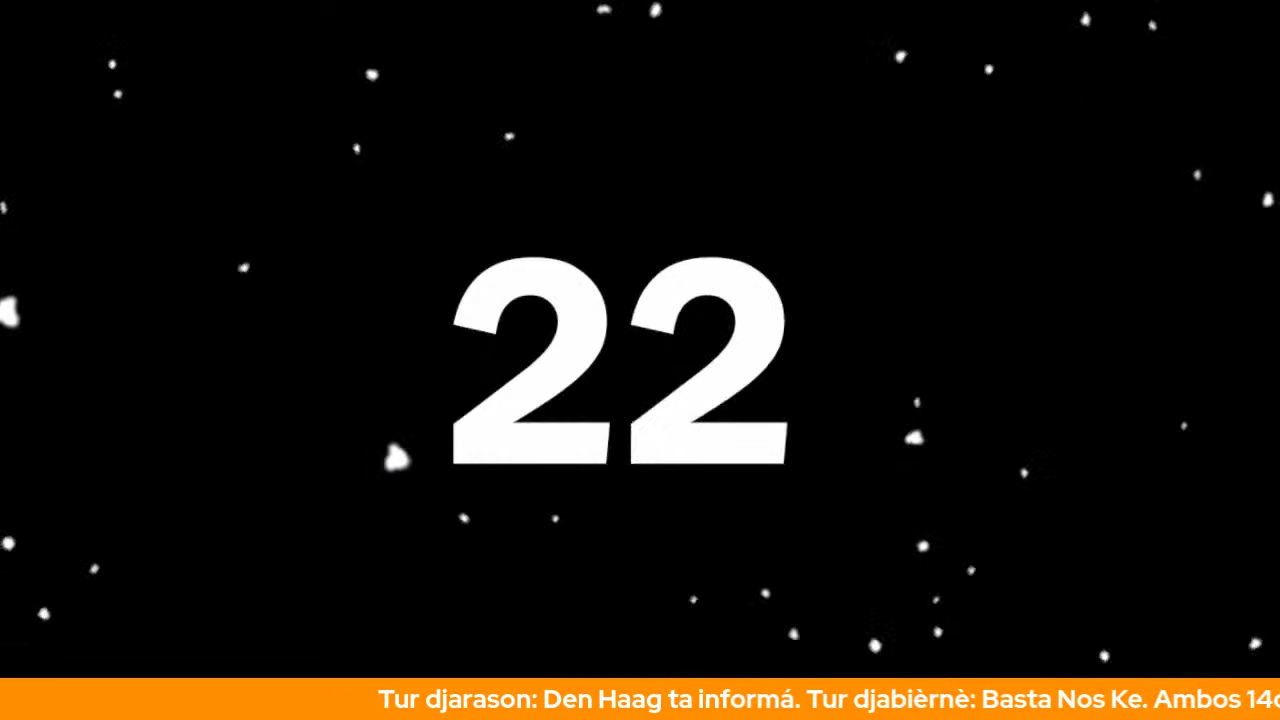 22
Tur djarason: Den Haag ta informá. Tur djabièrnè: Basta Nos Ke. Ambos